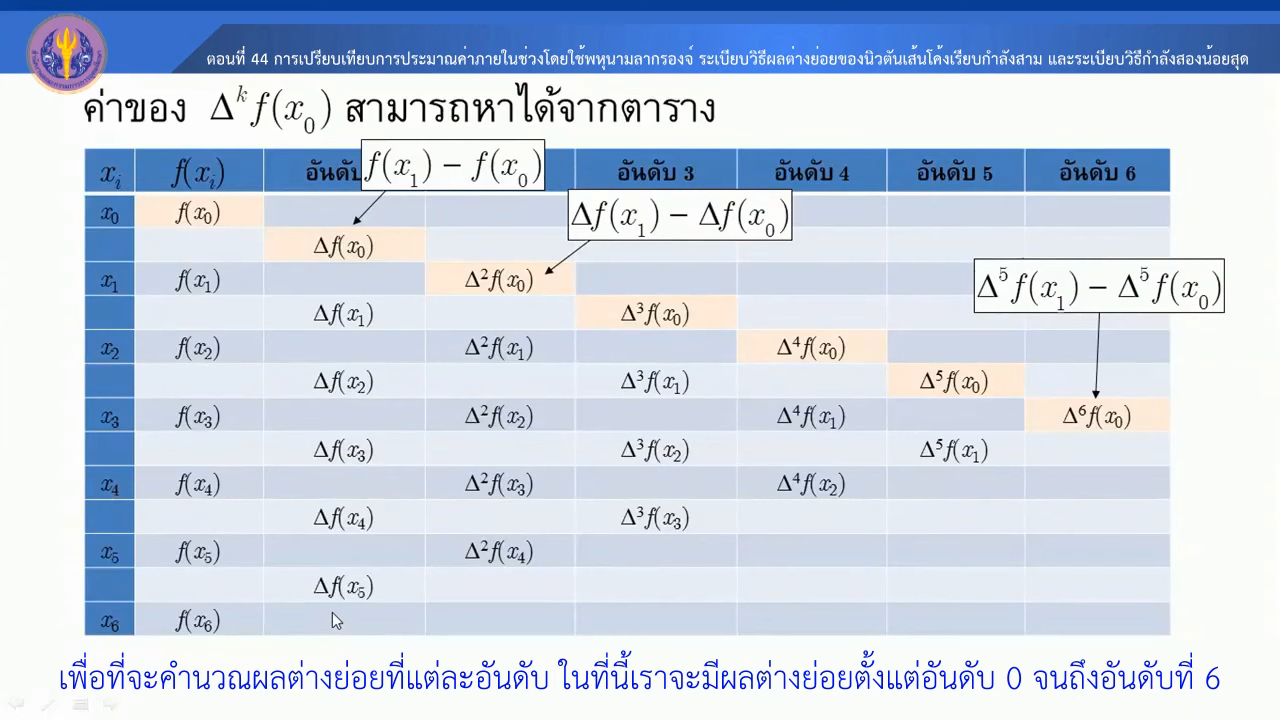 ตอนที่ 44 การเปรียบเทียบการประมาณค่าภายในช่วงโดยใช้พหุนามลากรองจ์ ระเบียบวิธีผลต่างย่อยของนิวตันเส้นโค้งเรียบกำลังสาม และระเบียบวิธีกำลังสองน้อยสุด
ค่าของ Δᵏf(x₀) สามารถหาได้จากตาราง
f(x₁) − f(x₀)
xᵢ f(xᵢ) อันดับ อันดับ 3 อันดับ 4 อันดับ 5 อันดับ 6
Δf(x₁) − Δf(x₀)
x₀ f(x₀)
Δf(x₀)
x₁ f(x₁) Δ²f(x₀)
Δ⁵f(x₁) − Δ⁵f(x₀)
Δf(x₁) Δ³f(x₀)
x₂ f(x₂) Δ²f(x₁) Δ⁴f(x₀)
Δf(x₂) Δ³f(x₁) Δ⁵f(x₀)
x₃ f(x₃) Δ²f(x₂) Δ⁴f(x₁) Δ⁶f(x₀)
Δf(x₃) Δ³f(x₂) Δ⁵f(x₁)
x₄ f(x₄) Δ²f(x₃) Δ⁴f(x₂)
Δf(x₄) Δ³f(x₃)
x₅ f(x₅) Δ²f(x₄)
Δf(x₅)
x₆ f(x₆)
เพื่อที่จะคำนวณผลต่างย่อยที่แต่ละอันดับ ในที่นี้เราจะมีผลต่างย่อยตั้งแต่อันดับ 0 จนถึงอันดับที่ 6